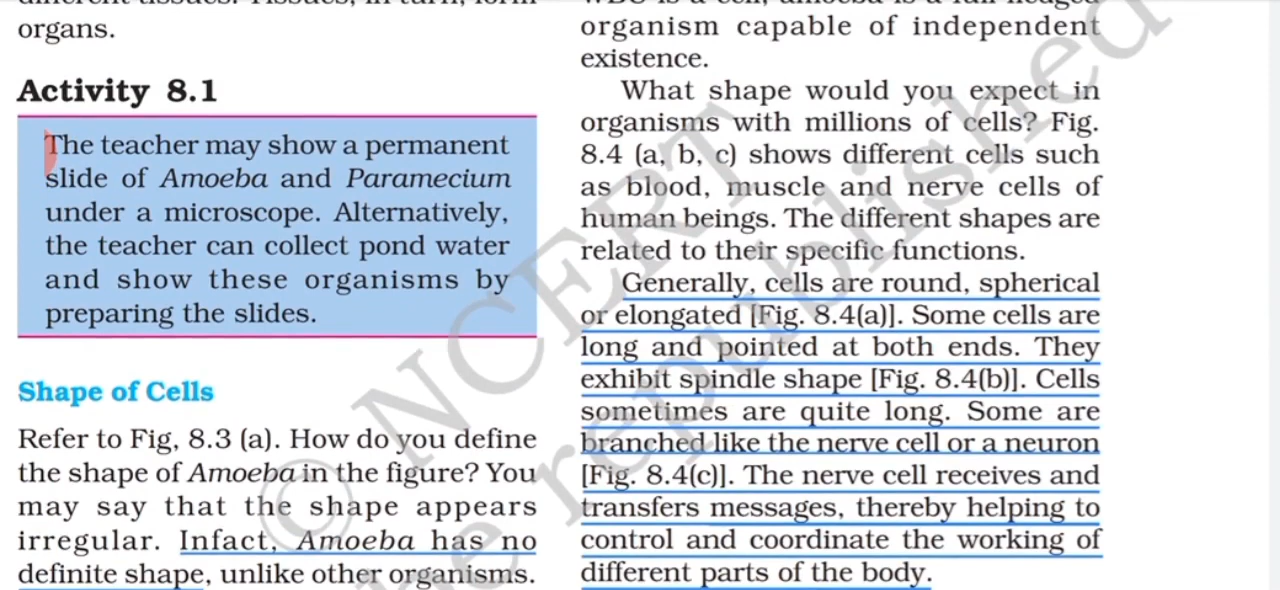 organs.
Activity 8.1
The teacher may show a permanent
slide of Amoeba and Paramecium
under a microscope. Alternatively,
the teacher can collect pond water
and show these organisms by
preparing the slides.
Shape of Cells
Refer to Fig, 8.3 (a). How do you define
the shape of Amoeba in the figure? You
may say that the shape appears
irregular. Infact, Amoeba has no
definite shape, unlike other organisms.
organism capable of independent
existence.
What shape would you expect in
organisms with millions of cells? Fig.
8.4 (a, b, c) shows different cells such
as blood, muscle and nerve cells of
human beings. The different shapes are
related to their specific functions.
Generally, cells are round, spherical
or elongated [Fig. 8.4(a)]. Some cells are
long and pointed at both ends. They
exhibit spindle shape [Fig. 8.4(b)]. Cells
sometimes are quite long. Some are
branched like the nerve cell or a neuron
[Fig. 8.4(c)]. The nerve cell receives and
transfers messages, thereby helping to
control and coordinate the working of
different parts of the body.
© NCERT
republished